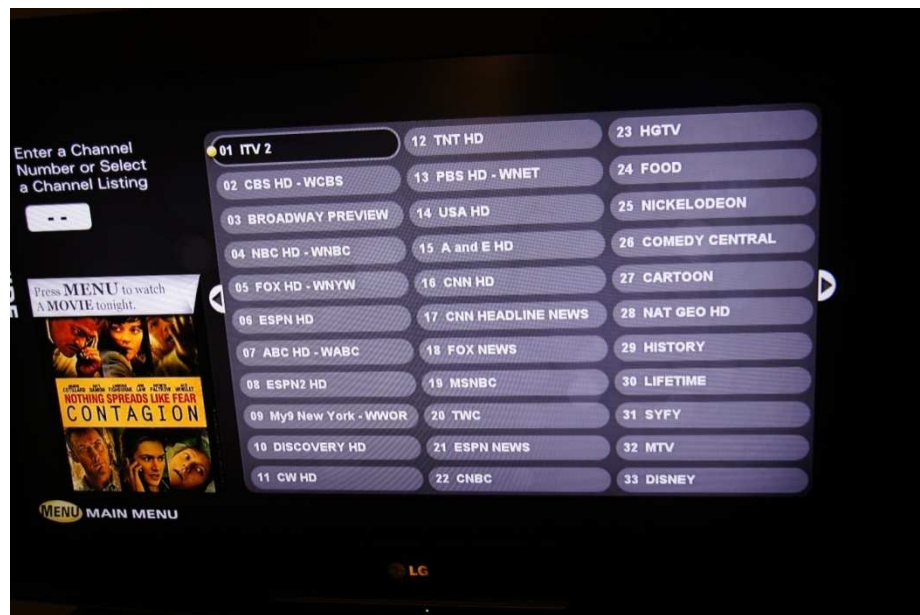 Enter a Channel
Number or Select
a Channel Listing
--
01 ITV 2
02 CBS HD - WCBS
03 BROADWAY PREVIEW
04 NBC HD - WNBC
05 FOX HD - WNYW
06 ESPN HD
07 ABC HD - WABC
08 ESPN2 HD
09 My9 New York - WWOR
10 DISCOVERY HD
11 CW HD
12 TNT HD
13 PBS HD - WNET
14 USA HD
15 A and E HD
16 CNN HD
17 CNN HEADLINE NEWS
18 FOX NEWS
19 MSNBC
20 TWC
21 ESPN NEWS
22 CNBC
23 HGTV
24 FOOD
25 NICKELODEON
26 COMEDY CENTRAL
27 CARTOON
28 NAT GEO HD
29 HISTORY
30 LIFETIME
31 SYFY
32 MTV
33 DISNEY
Press MENU to watch
A MOVIE tonight.
NOTHING SPREADS LIKE FEAR
CONTAGION
MENU MAIN MENU
LG